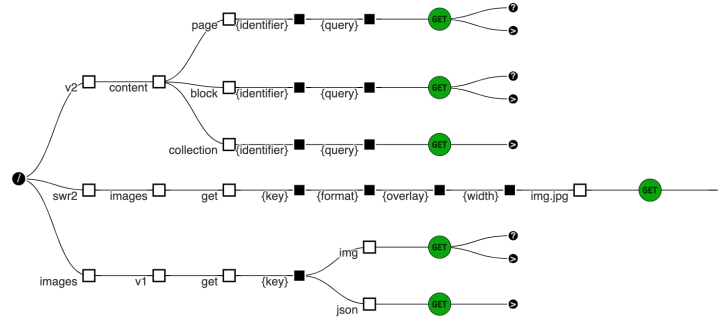 page {identifier} {query} GET ?
>
v2 content block {identifier} {query} GET ?
>
collection {identifier} {query} GET >
/
swr2 images get {key} {format} {overlay} {width} img.jpg GET
img GET ?
>
images v1 get {key}
json GET >